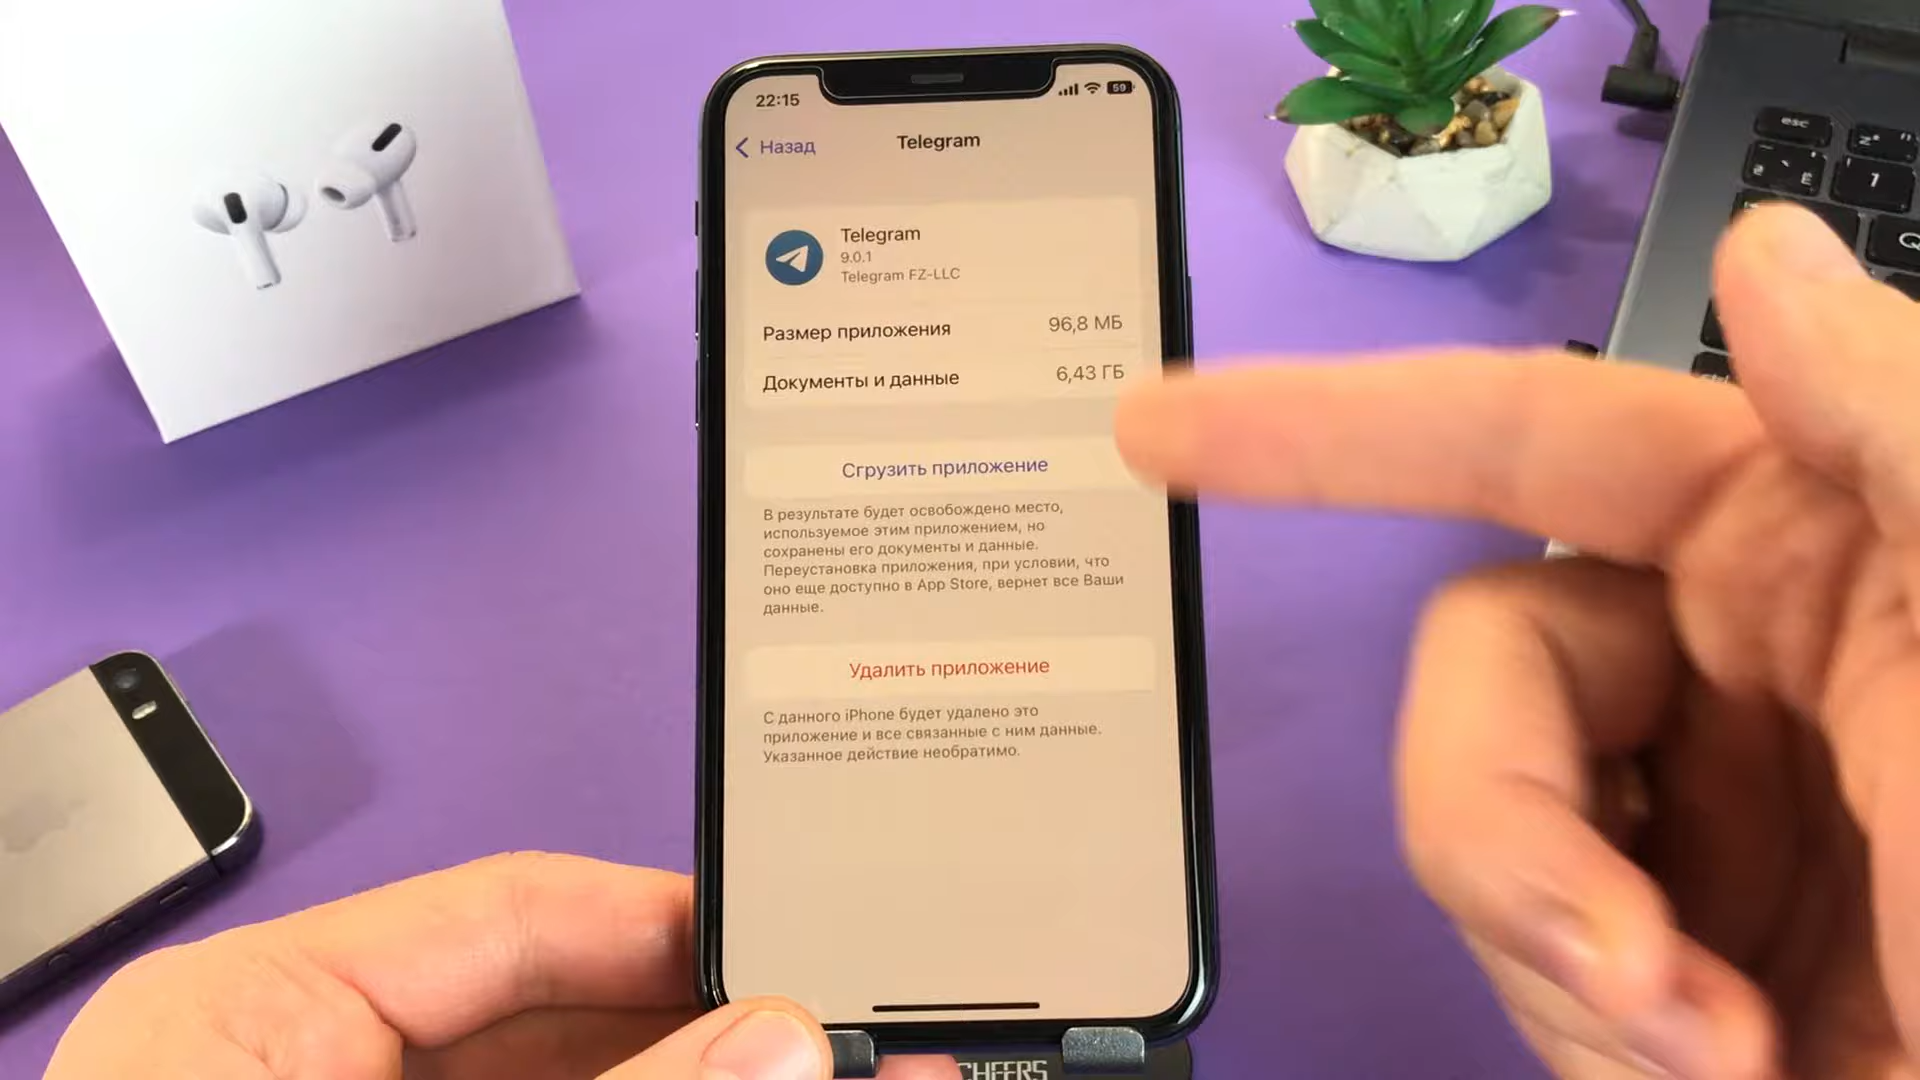 22:15
59
Назад
Telegram
Telegram
9.0.1
Telegram FZ-LLC
Размер приложения 96,8 МБ
Документы и данные 6,43 ГБ
Сгрузить приложение
В результате будет освобождено место,
используемое этим приложением, но
сохранены его документы и данные.
Переустановка приложения, при условии, что
оно еще доступно в App Store, вернет все Ваши
данные.
Удалить приложение
С данного iPhone будет удалено это
приложение и все связанные с ним данные.
Указанное действие необратимо.
esc
1
Q
CHEERS